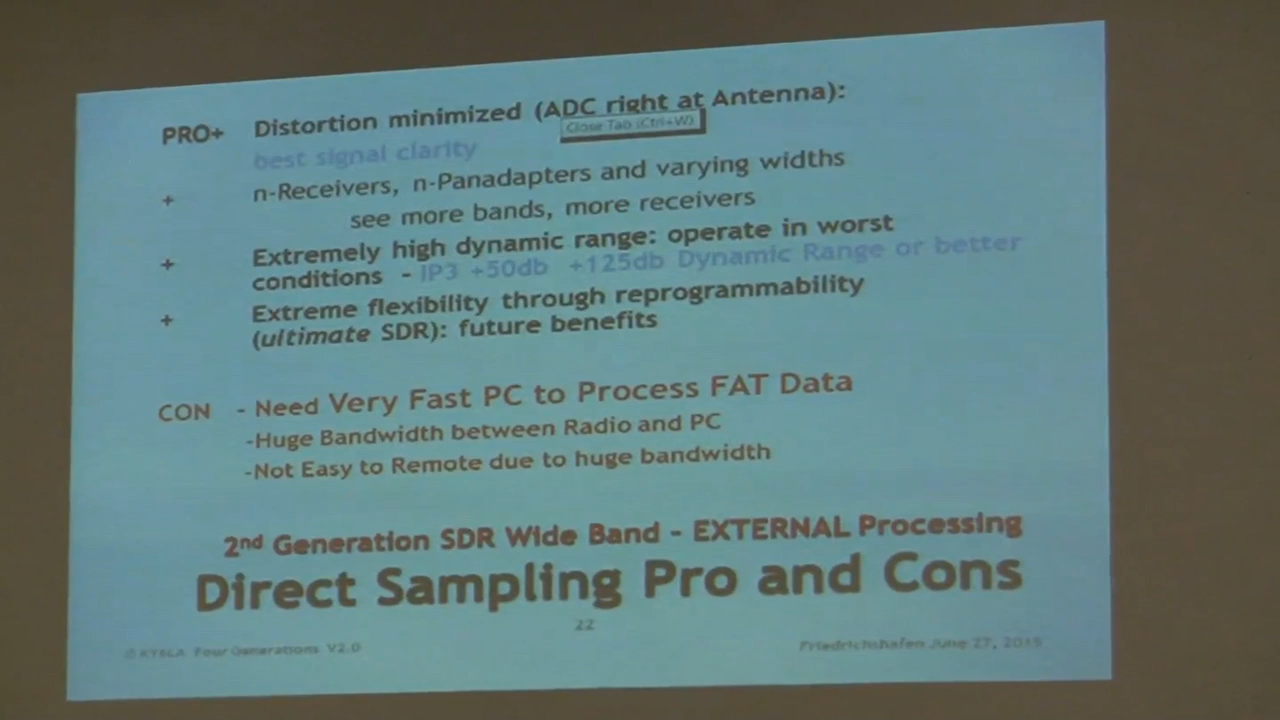 PRO+ Distortion minimized (ADC right at Antenna):
Close Tab (Ctrl+W)
best signal clarity
+ n-Receivers, n-Panadapters and varying widths
see more bands, more receivers
+ Extremely high dynamic range: operate in worst
conditions - IP3 +50db +125db Dynamic Range or better
+ Extreme flexibility through reprogrammability
(ultimate SDR): future benefits
CON - Need Very Fast PC to Process FAT Data
-Huge Bandwidth between Radio and PC
-Not Easy to Remote due to huge bandwidth
2nd Generation SDR Wide Band - EXTERNAL Processing
Direct Sampling Pro and Cons
22
© Four Generations V2.0
Friedrichshafen June 27, 2015